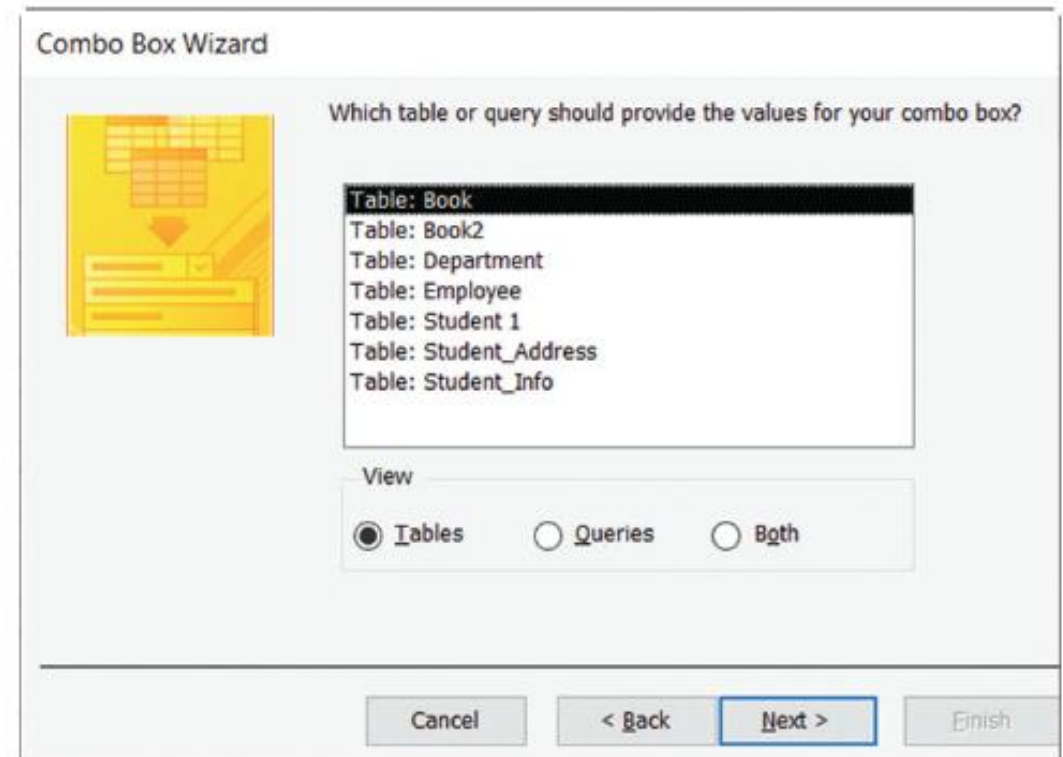 Combo Box Wizard
Which table or query should provide the values for your combo box?
Table: Book
Table: Book2
Table: Department
Table: Employee
Table: Student 1
Table: Student_Address
Table: Student_Info
View
Tables Queries Both
Cancel < Back Next > Finish